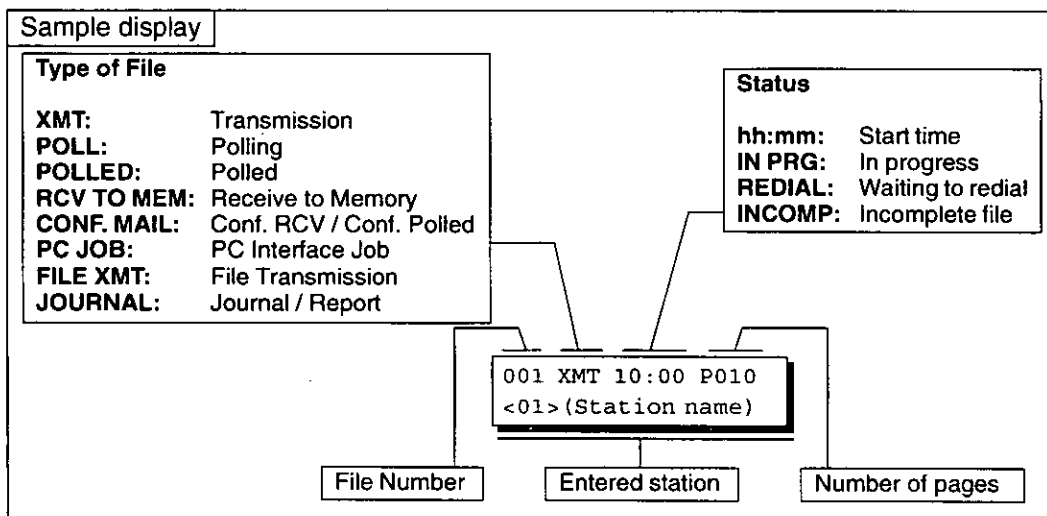 Sample display
Type of File
XMT: Transmission
POLL: Polling
POLLED: Polled
RCV TO MEM: Receive to Memory
CONF. MAIL: Conf. RCV / Conf. Polled
PC JOB: PC Interface Job
FILE XMT: File Transmission
JOURNAL: Journal / Report
Status
hh:mm: Start time
IN PRG: In progress
REDIAL: Waiting to redial
INCOMP: Incomplete file
001 XMT 10:00 P010
<01>(Station name)
File Number
Entered station
Number of pages